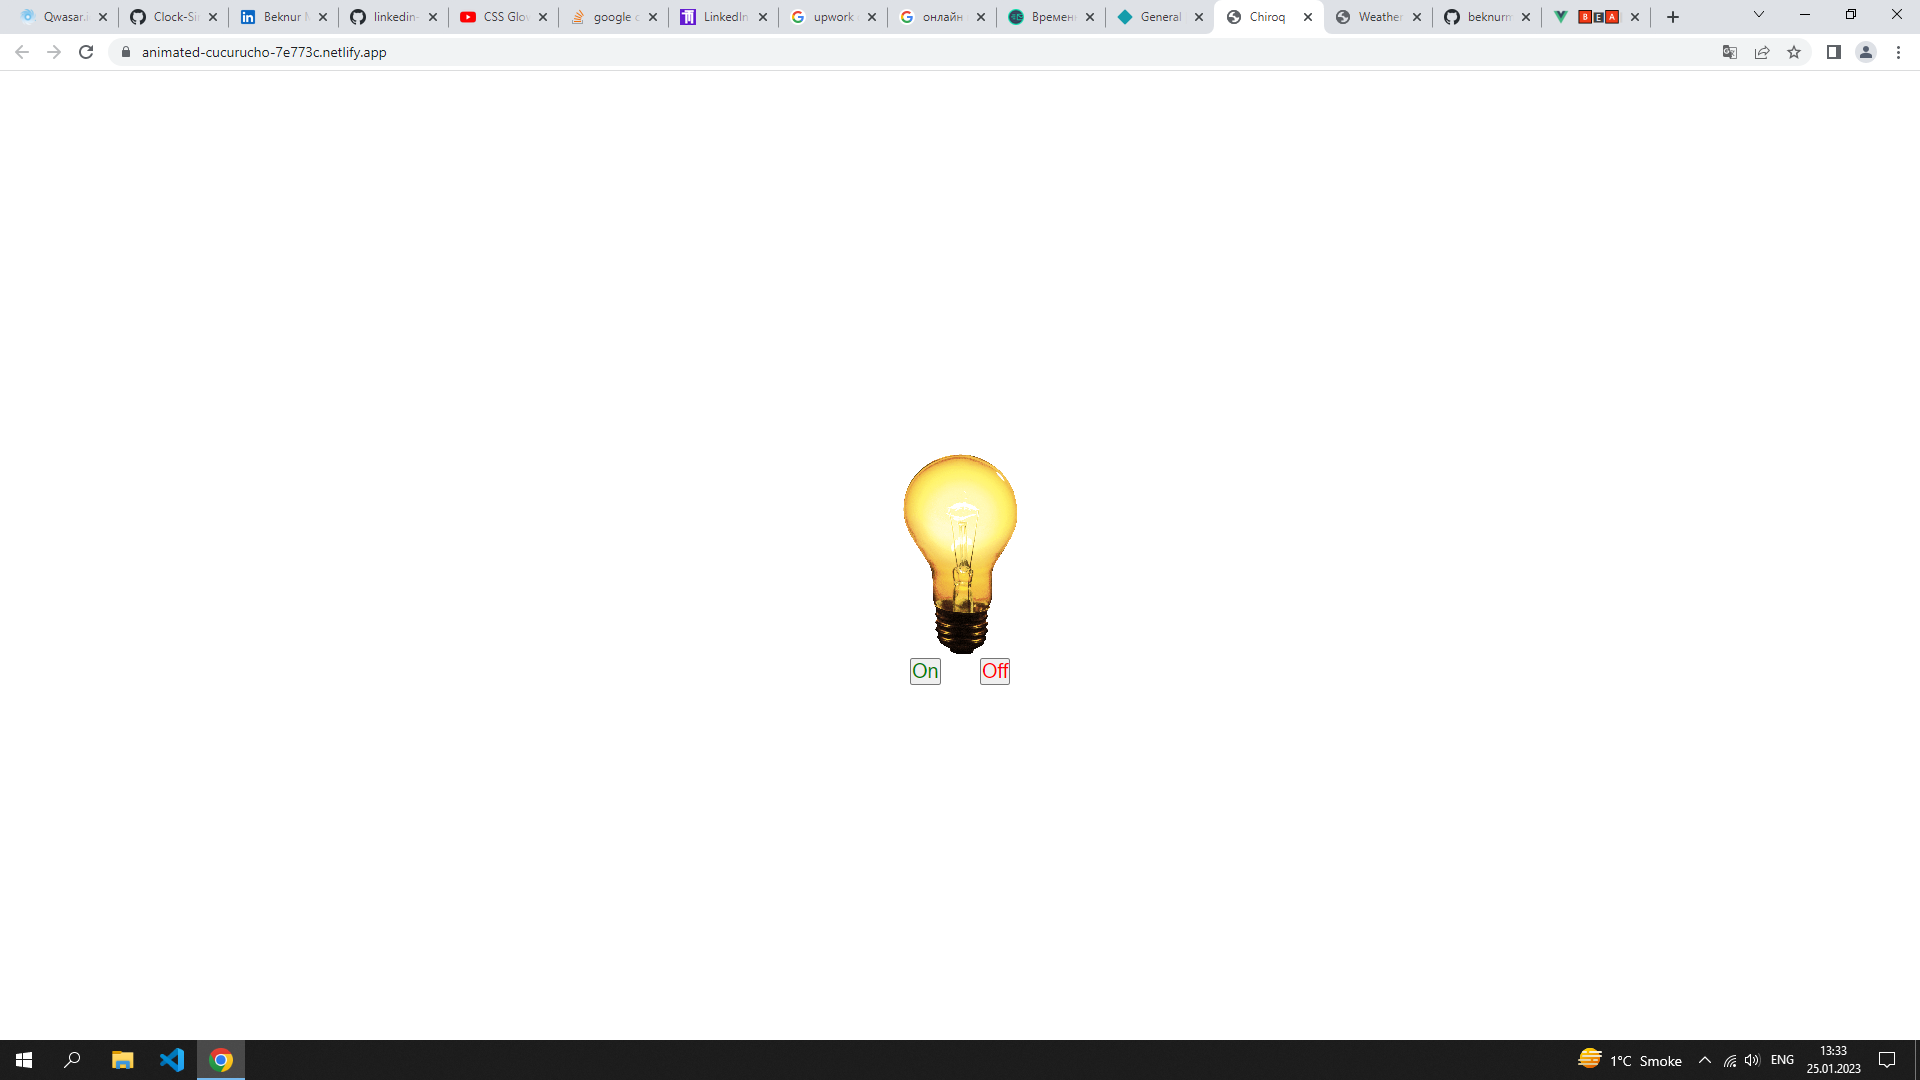 Qwasar.i Clock-Si Beknur M linkedin- CSS Glo google c LinkedIn upwork онлайн Времен General Chiroq Weather beknurm B E A
animated-cucurucho-7e773c.netlify.app
On Off
1°C Smoke ENG 13:33
25.01.2023